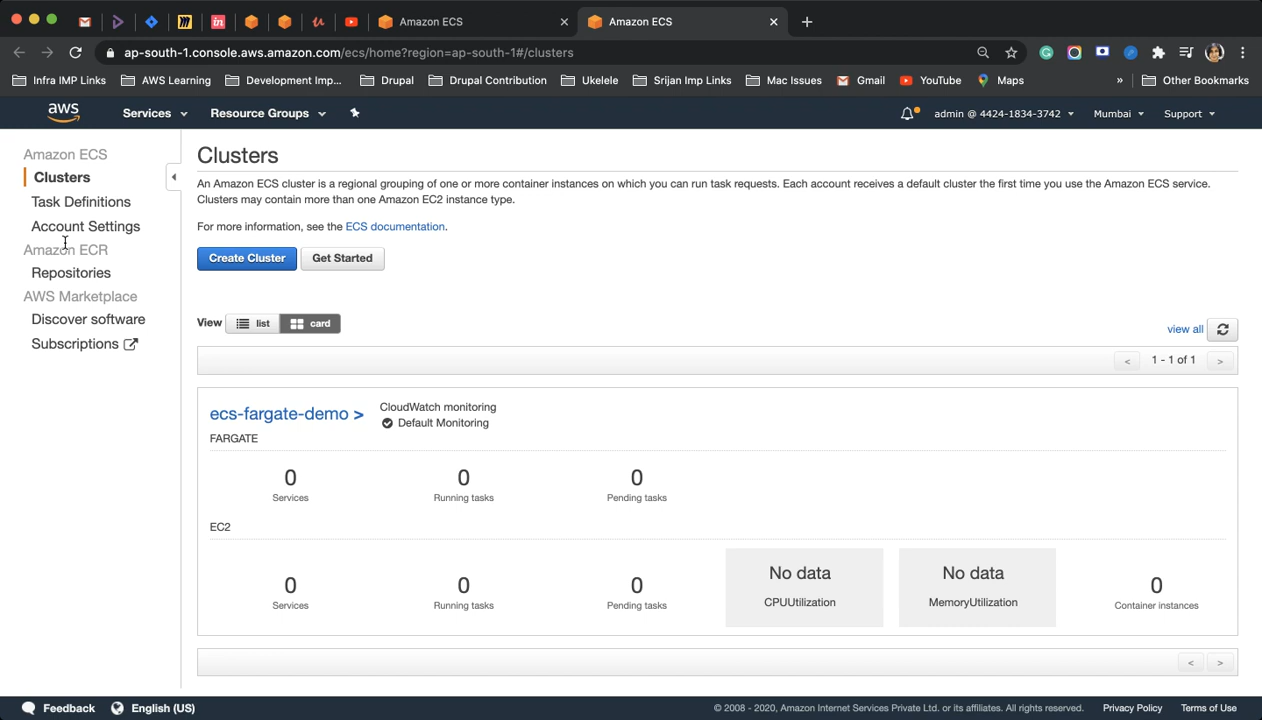 Amazon ECS
Amazon ECS
ap-south-1.console.aws.amazon.com/ecs/home?region=ap-south-1#/clusters
Infra IMP Links
AWS Learning
Development Imp...
Drupal
Drupal Contribution
Ukelele
Srijan Imp Links
Mac Issues
Gmail
YouTube
Maps
»
Other Bookmarks
aws
Services
Resource Groups
admin @ 4424-1834-3742
Mumbai
Support
Amazon ECS
Clusters
Task Definitions
Account Settings
Amazon ECR
Repositories
AWS Marketplace
Discover software
Subscriptions
Clusters
An Amazon ECS cluster is a regional grouping of one or more container instances on which you can run task requests. Each account receives a default cluster the first time you use the Amazon ECS service.
Clusters may contain more than one Amazon EC2 instance type.
For more information, see the ECS documentation.
Create Cluster
Get Started
View
list
card
view all
< 1 - 1 of 1 >
ecs-fargate-demo >
CloudWatch monitoring
Default Monitoring
FARGATE
0
Services
0
Running tasks
0
Pending tasks
EC2
0
Services
0
Running tasks
0
Pending tasks
No data
CPUUtilization
No data
MemoryUtilization
0
Container instances
< >
Feedback
English (US)
© 2008 - 2020, Amazon Internet Services Private Ltd. or its affiliates. All rights reserved.
Privacy Policy
Terms of Use